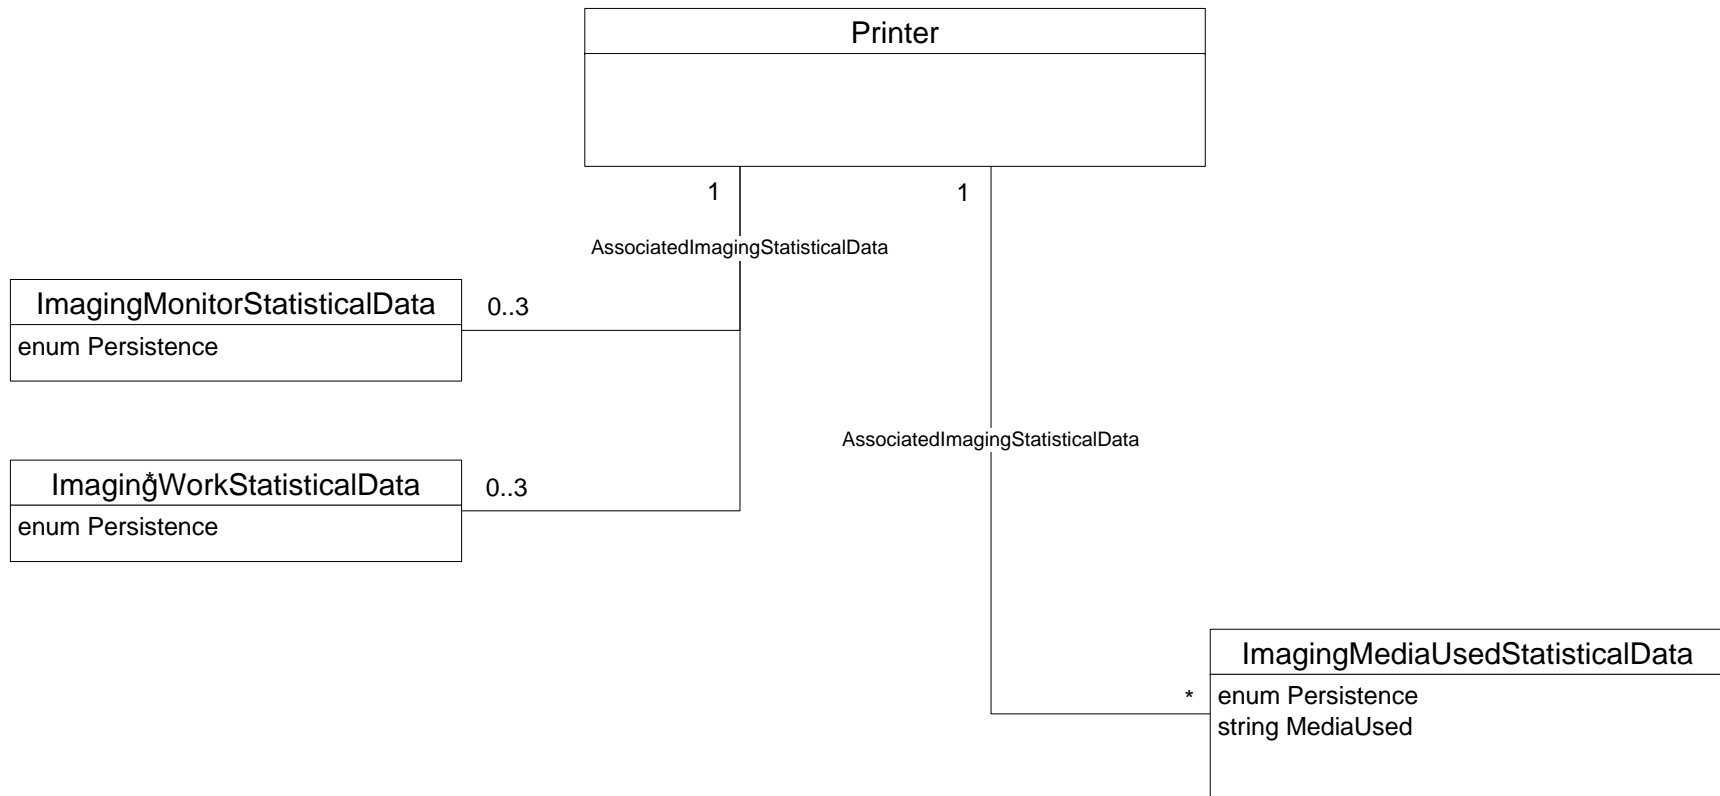 Printer
1
1
AssociatedImagingStatisticalData
ImagingMonitorStatisticalData
0..3
enum Persistence
AssociatedImagingStatisticalData
ImagingWorkStatisticalData
*
0..3
enum Persistence
ImagingMediaUsedStatisticalData
*
enum Persistence
string MediaUsed